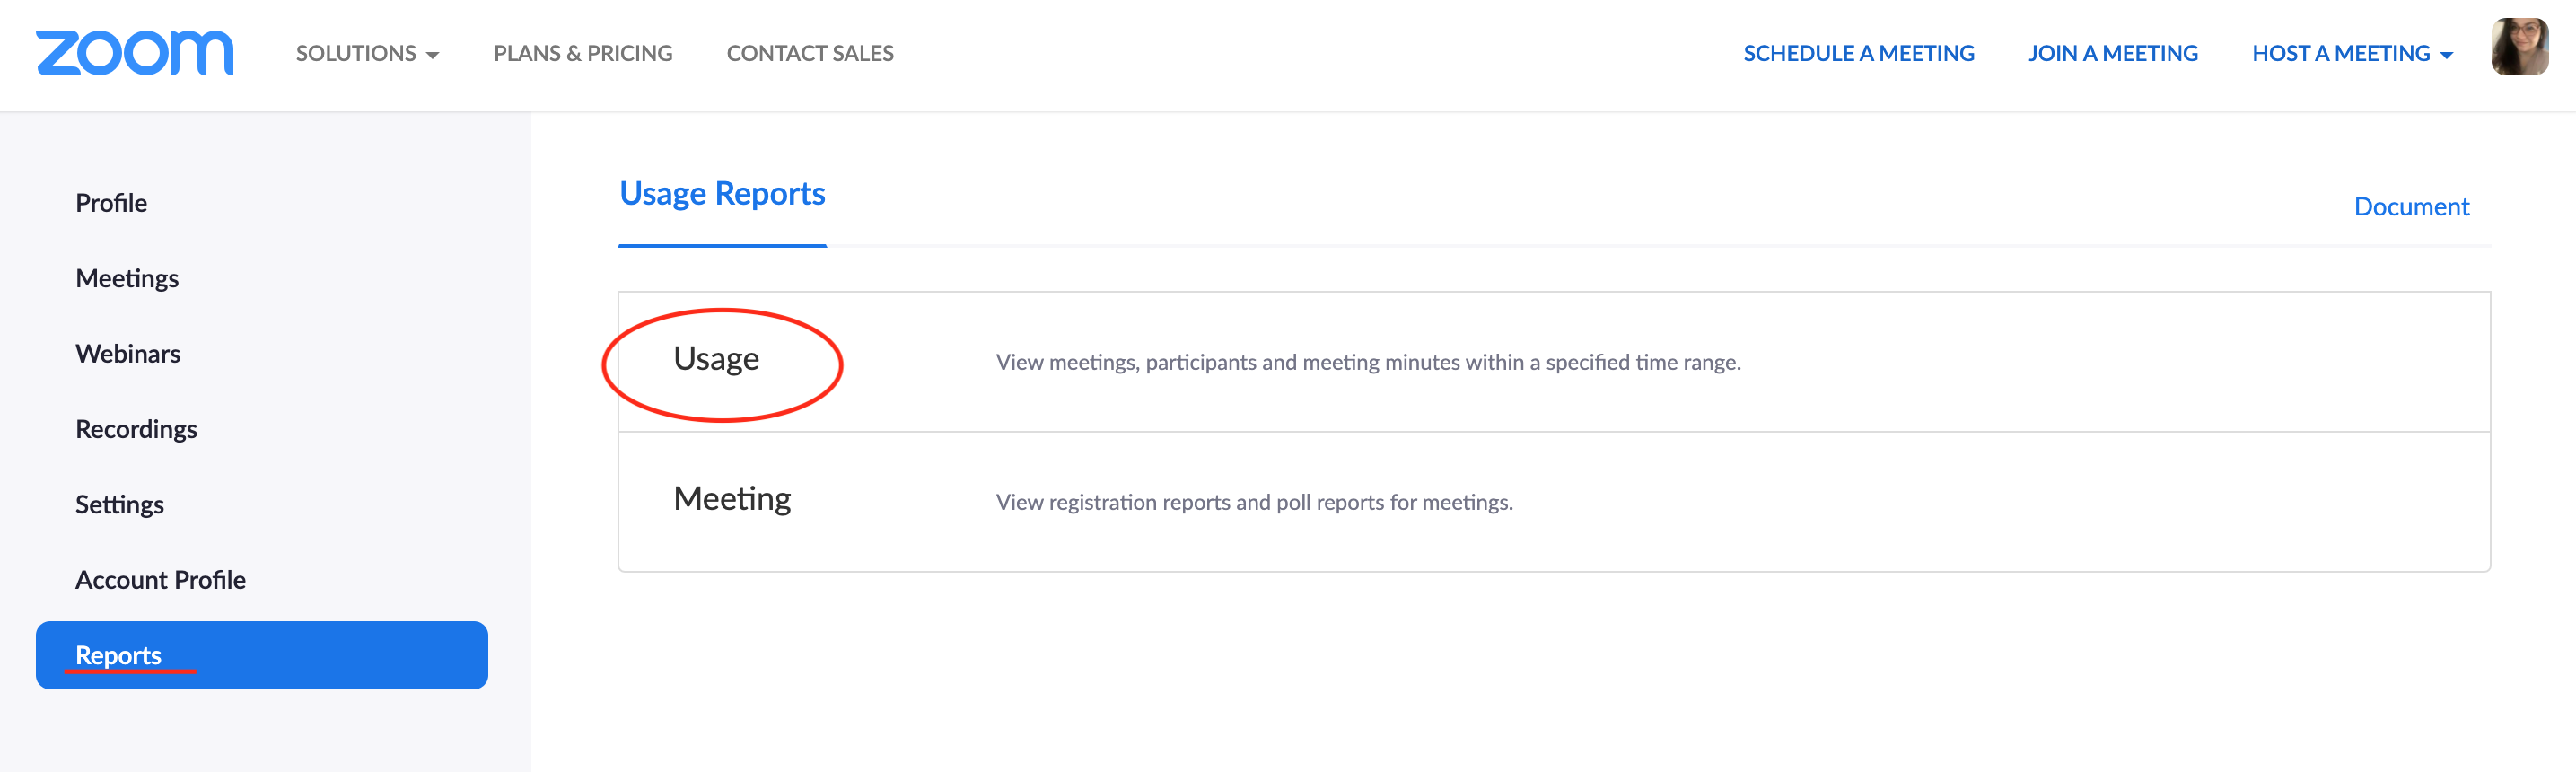 zoom
SOLUTIONS
PLANS & PRICING
CONTACT SALES
SCHEDULE A MEETING
JOIN A MEETING
HOST A MEETING
Profile
Meetings
Webinars
Recordings
Settings
Account Profile
Reports
Usage Reports
Document
Usage
View meetings, participants and meeting minutes within a specified time range.
Meeting
View registration reports and poll reports for meetings.